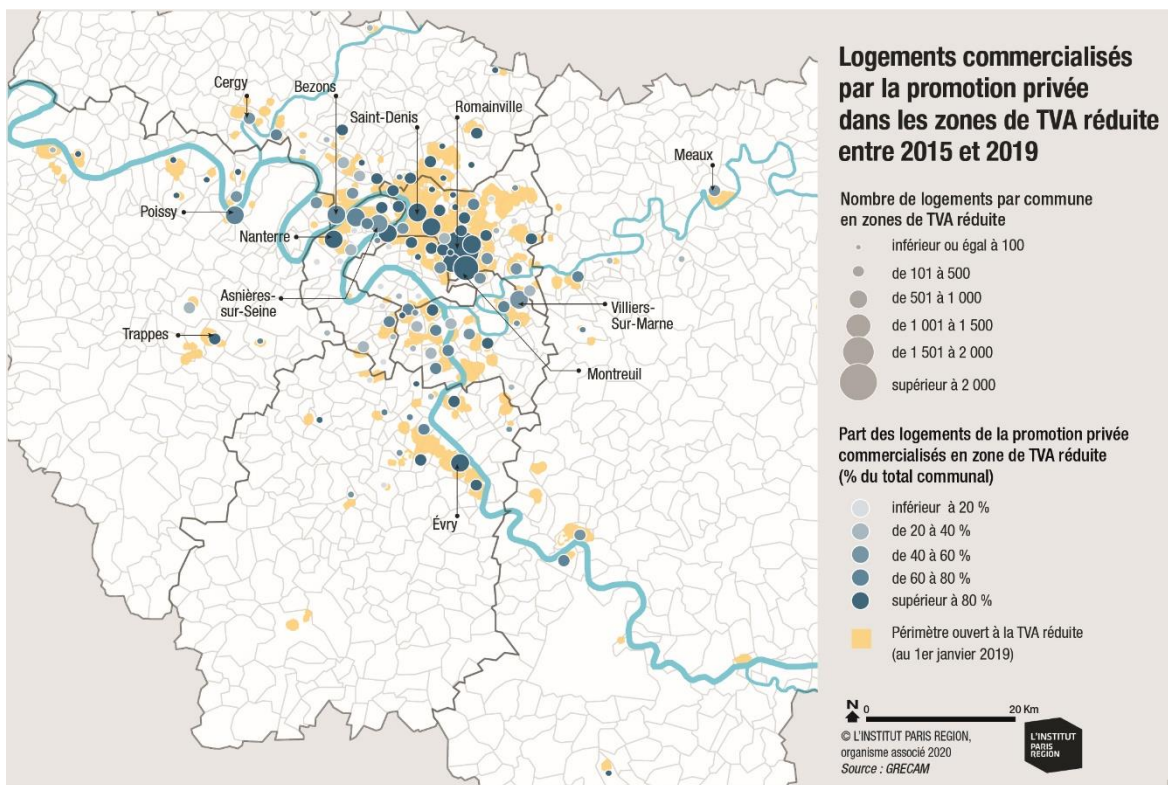 Cergy
Bezons
Saint-Denis
Romainville
Meaux
Poissy
Nanterre
Asnières-
sur-Seine
Trappes
Villiers-
Sur-Marne
Montreuil
Évry
Logements commercialisés
par la promotion privée
dans les zones de TVA réduite
entre 2015 et 2019
Nombre de logements par commune
en zones de TVA réduite
inférieur ou égal à 100
de 101 à 500
de 501 à 1 000
de 1 001 à 1 500
de 1 501 à 2 000
supérieur à 2 000
Part des logements de la promotion privée
commercialisés en zone de TVA réduite
(% du total communal)
inférieur à 20 %
de 20 à 40 %
de 40 à 60 %
de 60 à 80 %
supérieur à 80 %
Périmètre ouvert à la TVA réduite
(au 1er janvier 2019)
N 0 20 Km
© L'INSTITUT PARIS REGION,
organisme associé 2020
Source : GRECAM
L'INSTITUT
PARIS
REGION